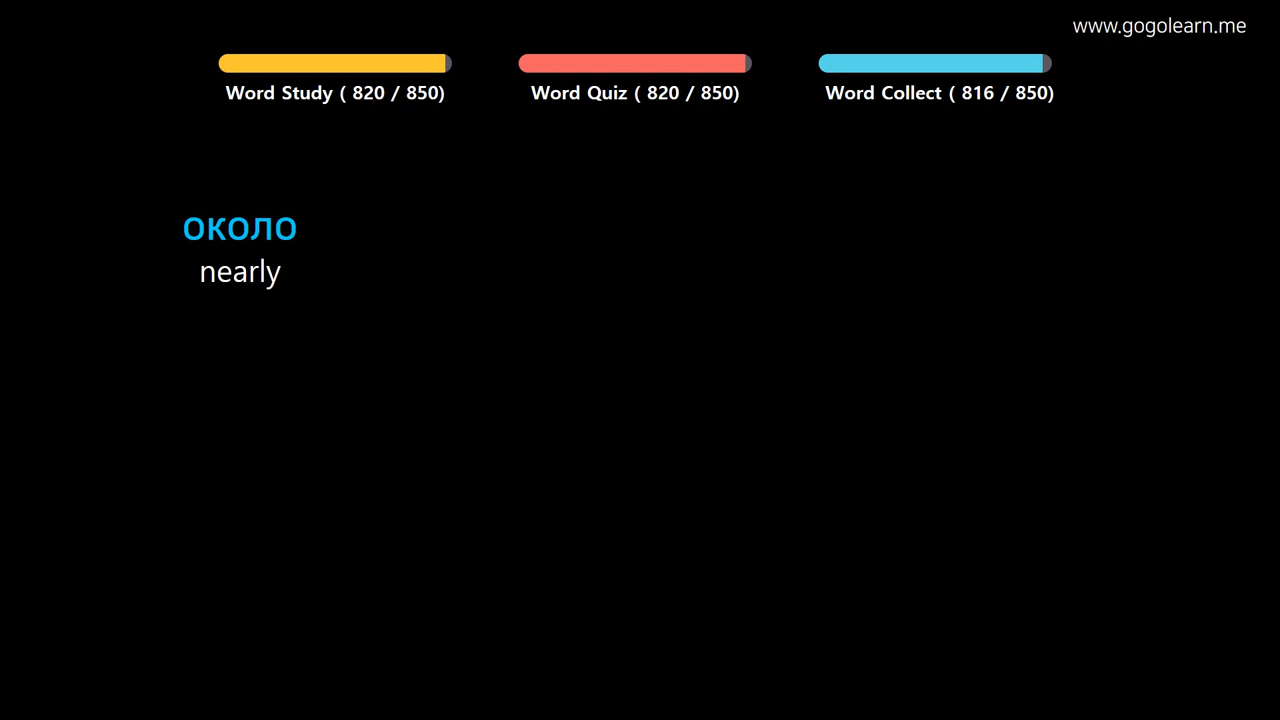 www.gogolearn.me
Word Study ( 820 / 850)
Word Quiz ( 820 / 850)
Word Collect ( 816 / 850)
около
nearly